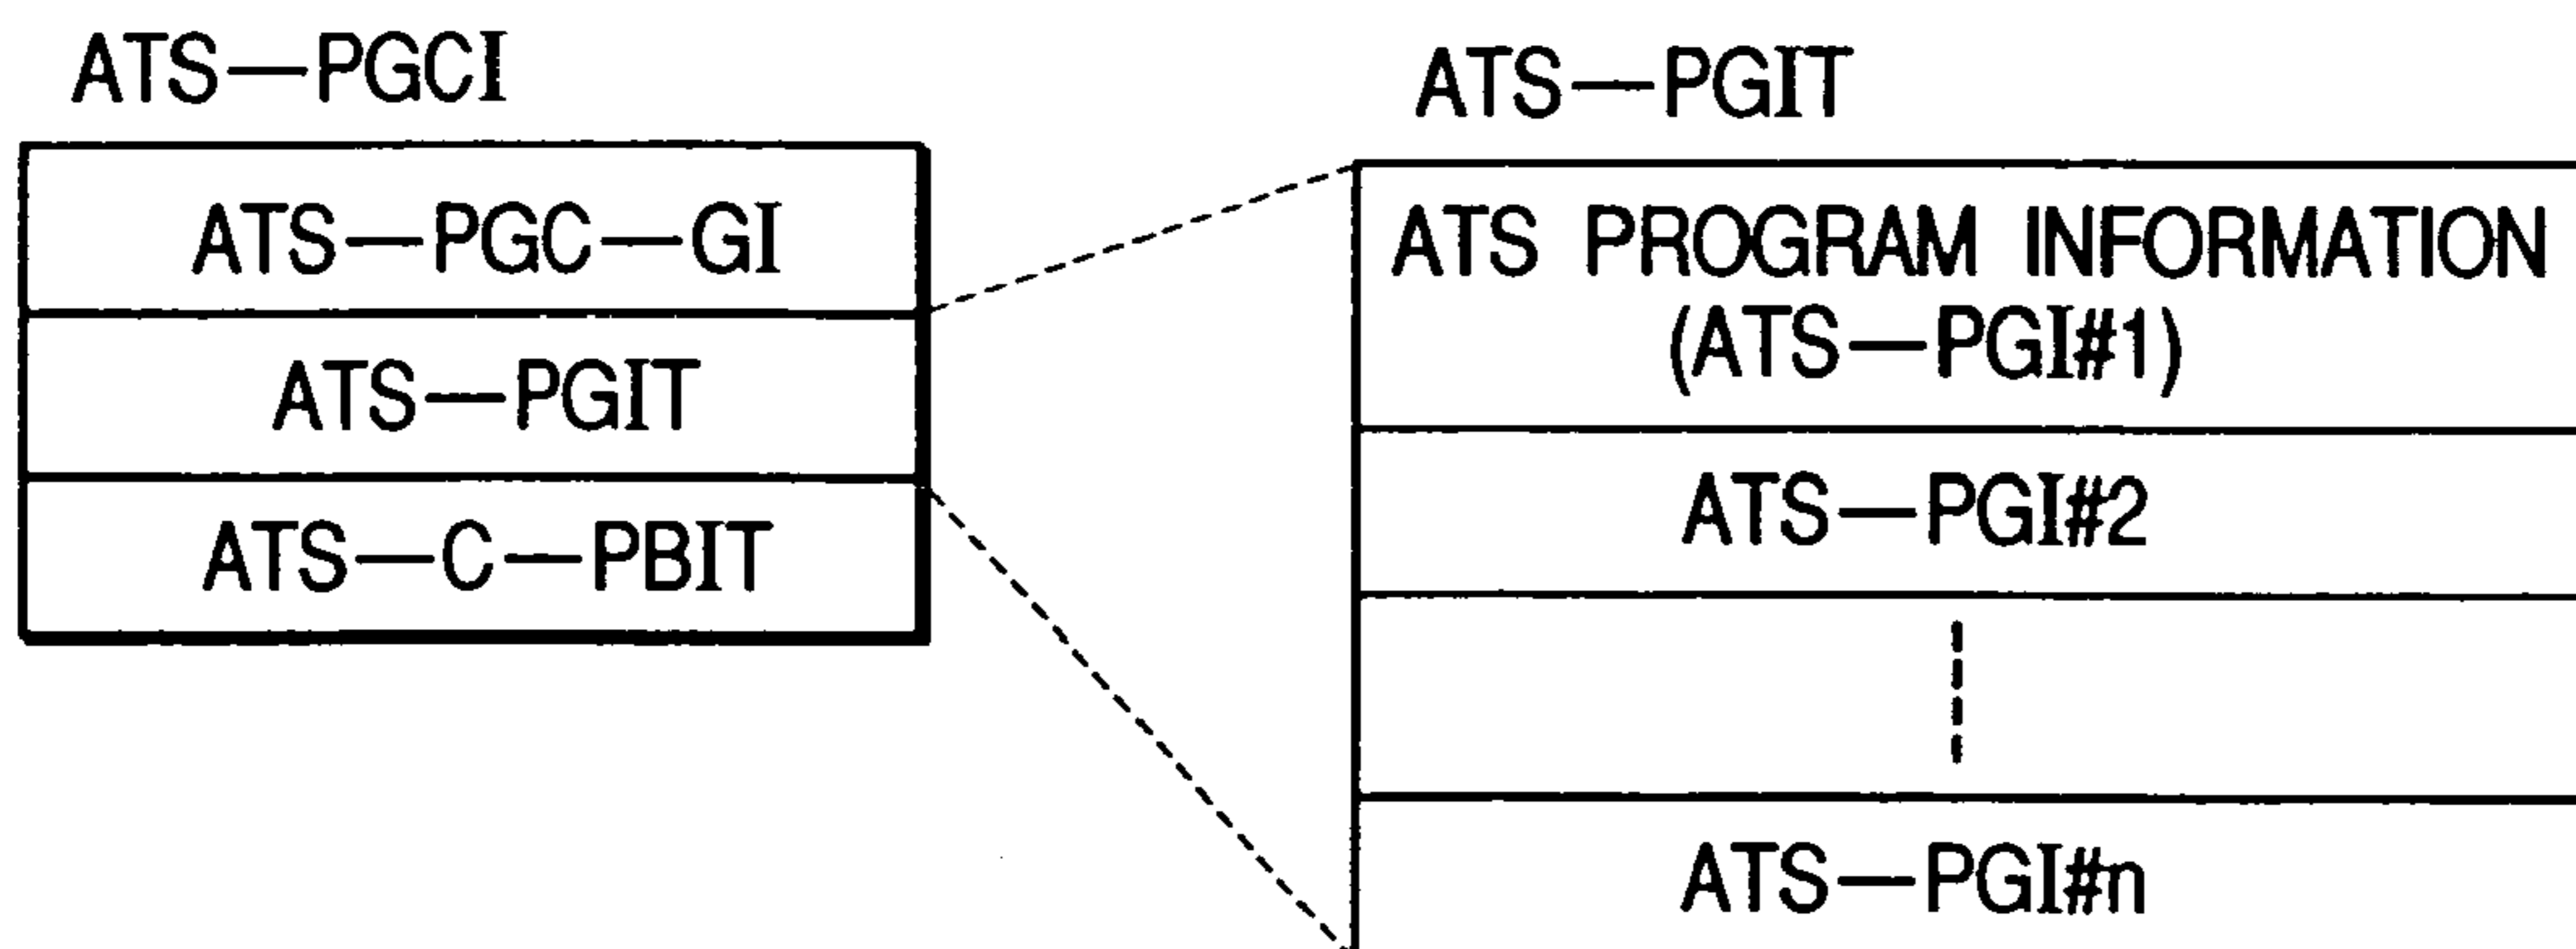 ATS—PGCI
ATS—PGC—GI
ATS—PGIT
ATS—C—PBIT
ATS—PGIT
ATS PROGRAM INFORMATION
(ATS—PGI#1)
ATS—PGI#2
ATS—PGI#n